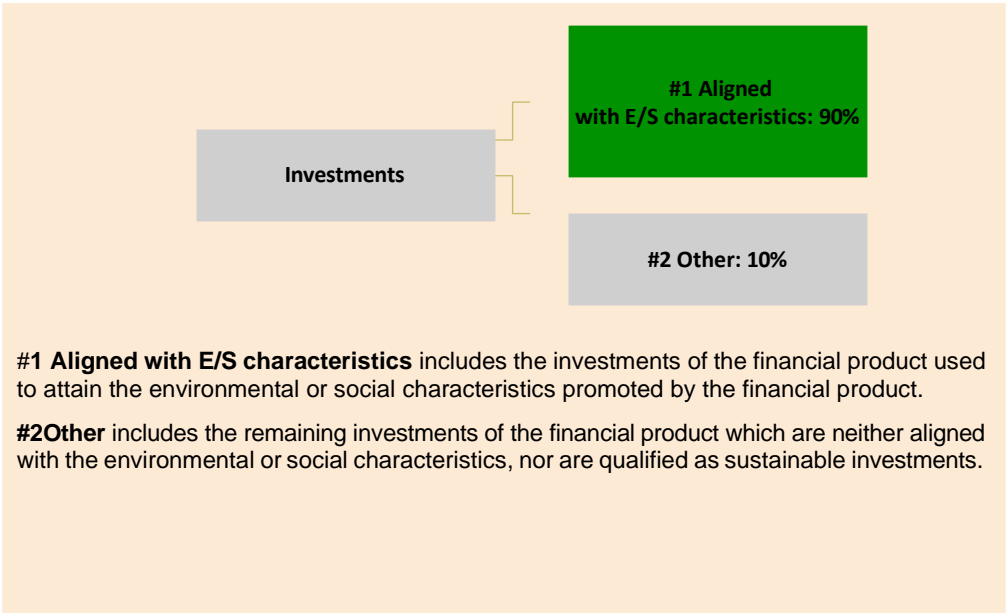 #1 Aligned
with E/S characteristics: 90%
Investments
#2 Other: 10%
#1 Aligned with E/S characteristics includes the investments of the financial product used
to attain the environmental or social characteristics promoted by the financial product.
#2Other includes the remaining investments of the financial product which are neither aligned
with the environmental or social characteristics, nor are qualified as sustainable investments.